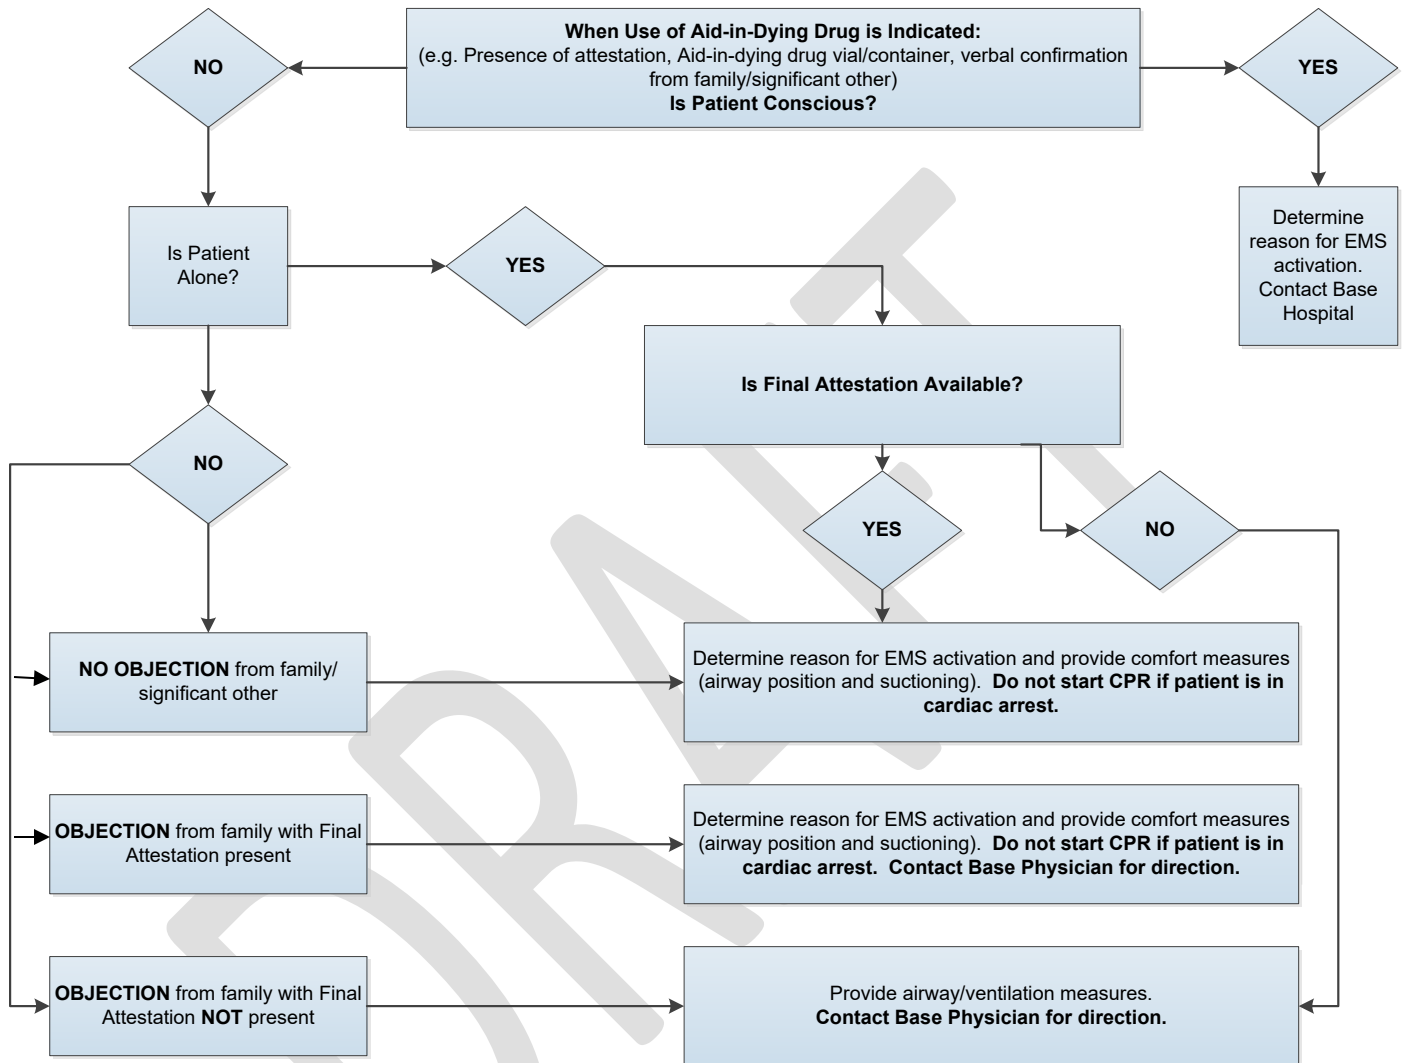 When Use of Aid-in-Dying Drug is Indicated:
(e.g. Presence of attestation, Aid-in-dying drug vial/container, verbal confirmation
from family/significant other)
Is Patient Conscious?
NO
YES
Determine
reason for EMS
activation.
Contact Base
Hospital
Is Patient
Alone?
YES
Is Final Attestation Available?
NO
YES
NO
NO OBJECTION from family/
significant other
Determine reason for EMS activation and provide comfort measures
(airway position and suctioning).  Do not start CPR if patient is in
cardiac arrest.
OBJECTION from family with Final
Attestation present
Determine reason for EMS activation and provide comfort measures
(airway position and suctioning).  Do not start CPR if patient is in
cardiac arrest.  Contact Base Physician for direction.
OBJECTION from family with Final
Attestation NOT present
Provide airway/ventilation measures.
Contact Base Physician for direction.
DRAFT